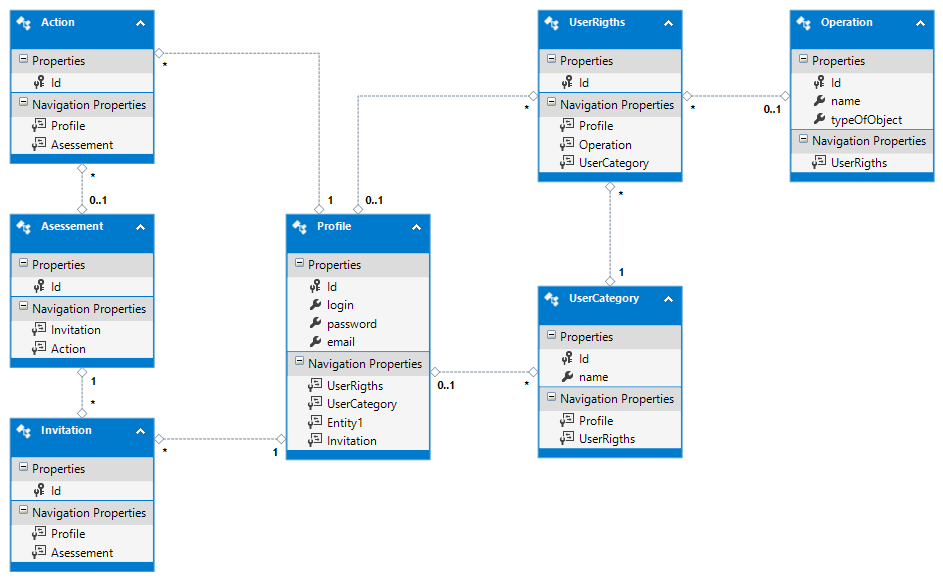 Action
Properties
Id
Navigation Properties
Profile
Asessement
*
1
*
0..1
Asessement
Properties
Id
Navigation Properties
Invitation
Action
1
*
Invitation
Properties
Id
Navigation Properties
Profile
Asessement
*
1
Profile
Properties
Id
login
password
email
Navigation Properties
UserRigths
UserCategory
Entity1
Invitation
0..1
*
0..1
*
UserRigths
Properties
Id
Navigation Properties
Profile
Operation
UserCategory
*
0..1
*
1
Operation
Properties
Id
name
typeOfObject
Navigation Properties
UserRigths
UserCategory
Properties
Id
name
Navigation Properties
Profile
UserRigths